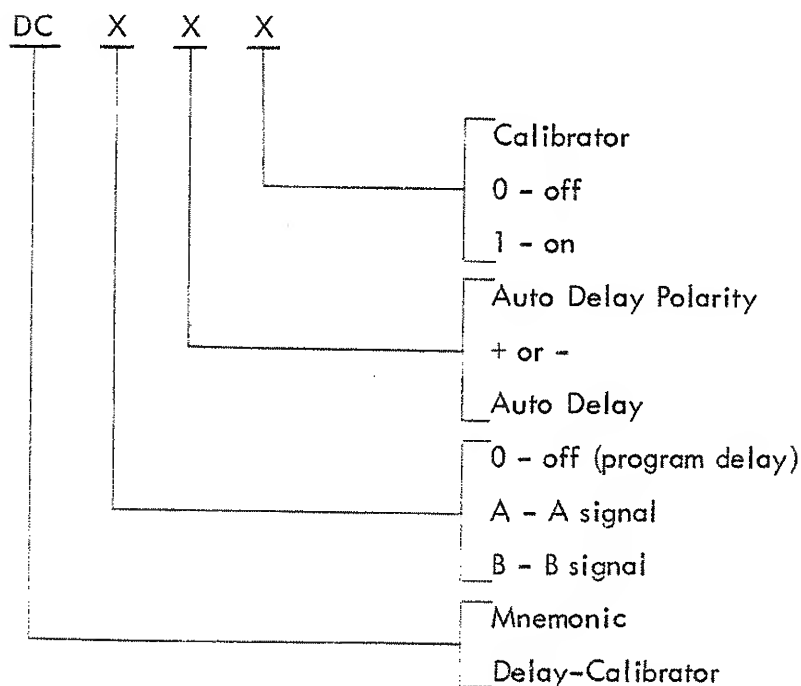 DC X X X
Calibrator
0 - off
1 - on
Auto Delay Polarity
+ or -
Auto Delay
0 - off (program delay)
A - A signal
B - B signal
Mnemonic
Delay-Calibrator